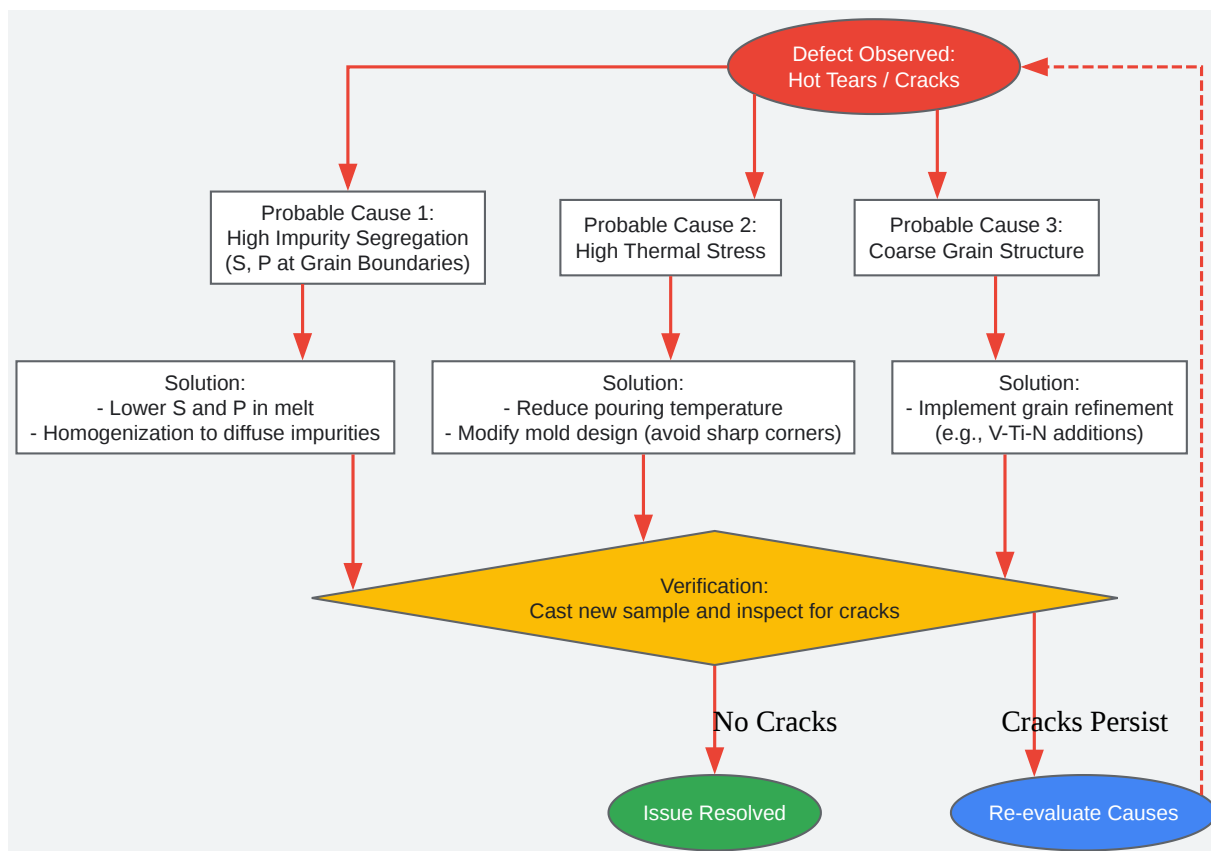 Defect Observed:
Hot Tears / Cracks
Probable Cause 1:
High Impurity Segregation
(S, P at Grain Boundaries)
Probable Cause 2:
High Thermal Stress
Probable Cause 3:
Coarse Grain Structure
Solution:
- Lower S and P in melt
- Homogenization to diffuse impurities
Solution:
- Reduce pouring temperature
- Modify mold design (avoid sharp corners)
Solution:
- Implement grain refinement
(e.g., V-Ti-N additions)
Verification:
Cast new sample and inspect for cracks
No Cracks
Cracks Persist
Issue Resolved
Re-evaluate Causes